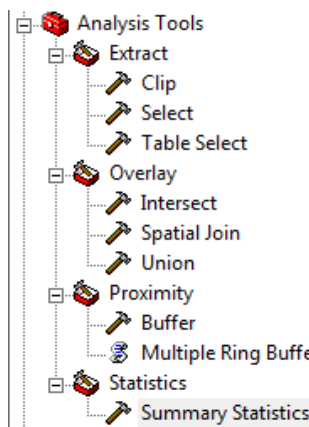 Analysis Tools
Extract
Clip
Select
Table Select
Overlay
Intersect
Spatial Join
Union
Proximity
Buffer
Multiple Ring Buffe
Statistics
Summary Statistics